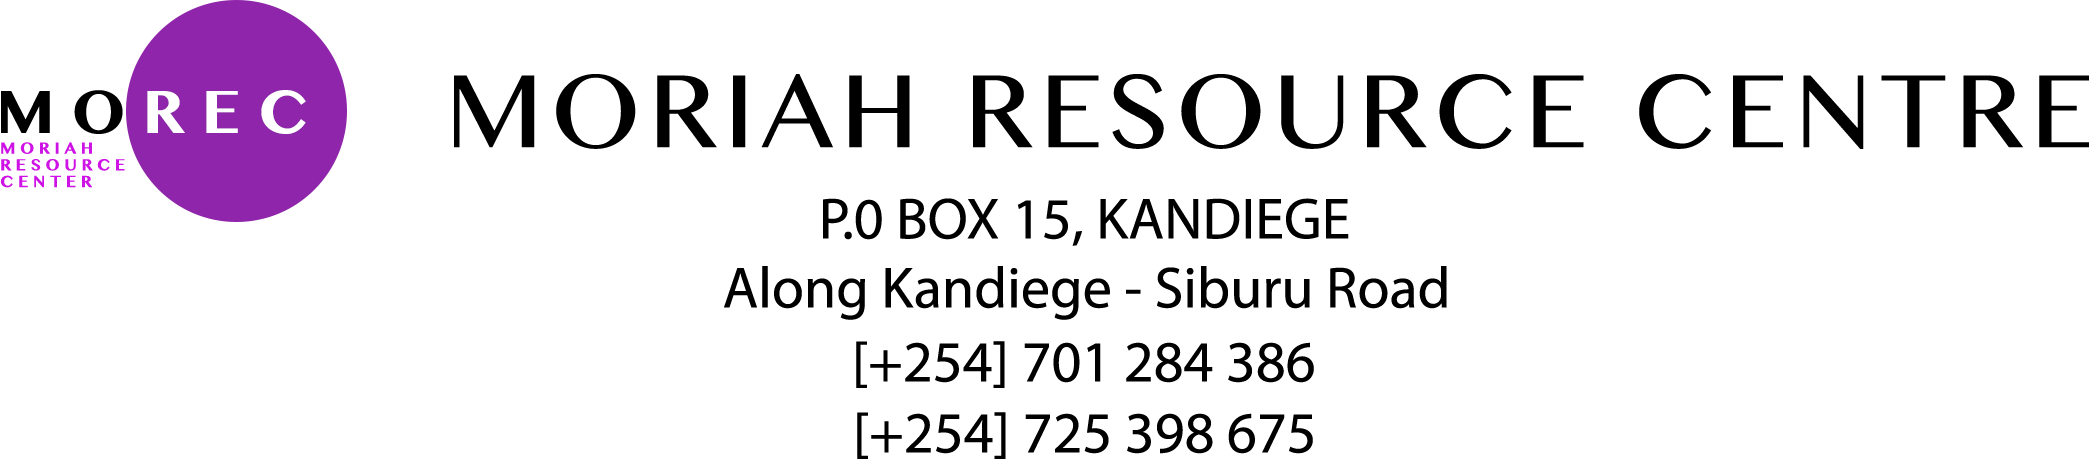 MOREC
MORIAH
RESOURCE
CENTER
MORIAH RESOURCE CENTRE
P.0 BOX 15, KANDIEGE
Along Kandiege - Siburu Road
[+254] 701 284 386
[+254] 725 398 675